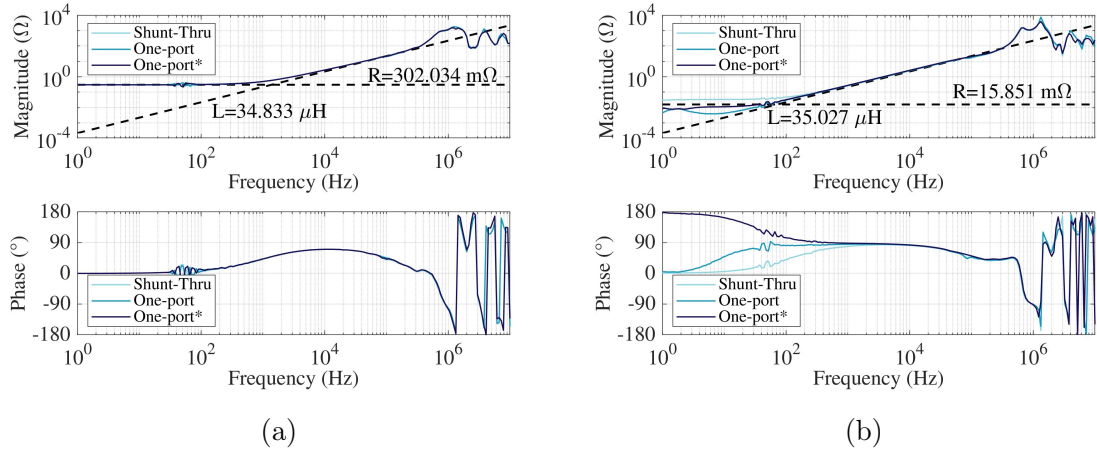 Magnitude (Ω)
10^4
10^0
10^-4
Shunt-Thru
One-port
One-port*
R=302.034 mΩ
L=34.833 μH
10^0 10^2 10^4 10^6
Frequency (Hz)
Phase (°)
180
90
0
-90
-180
Shunt-Thru
One-port
One-port*
10^0 10^2 10^4 10^6
Frequency (Hz)
(a)
Magnitude (Ω)
10^4
10^0
10^-4
Shunt-Thru
One-port
One-port*
R=15.851 mΩ
L=35.027 μH
10^0 10^2 10^4 10^6
Frequency (Hz)
Phase (°)
180
90
0
-90
-180
Shunt-Thru
One-port
One-port*
10^0 10^2 10^4 10^6
Frequency (Hz)
(b)